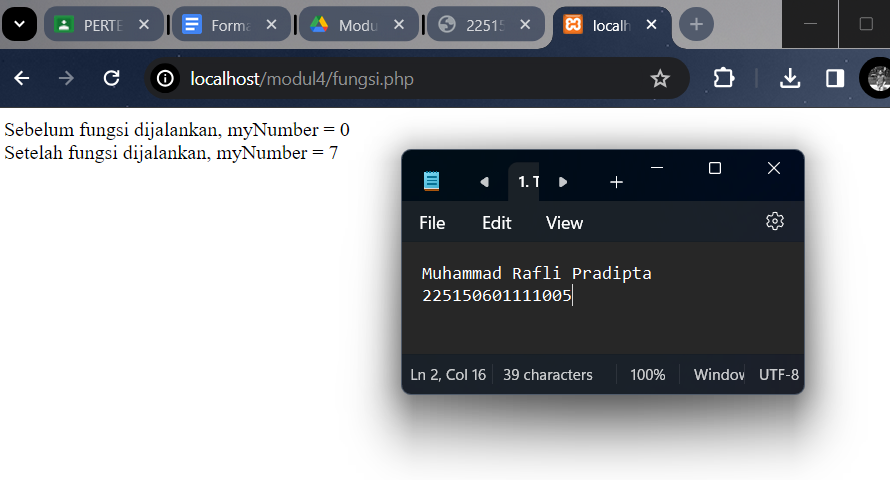 PERTE
Forma
Modu
22515
localh
localhost/modul4/fungsi.php
Sebelum fungsi dijalankan, myNumber = 0
Setelah fungsi dijalankan, myNumber = 7
1. T
File Edit View
Muhammad Rafli Pradipta
225150601111005
Ln 2, Col 16 39 characters 100% Window UTF-8